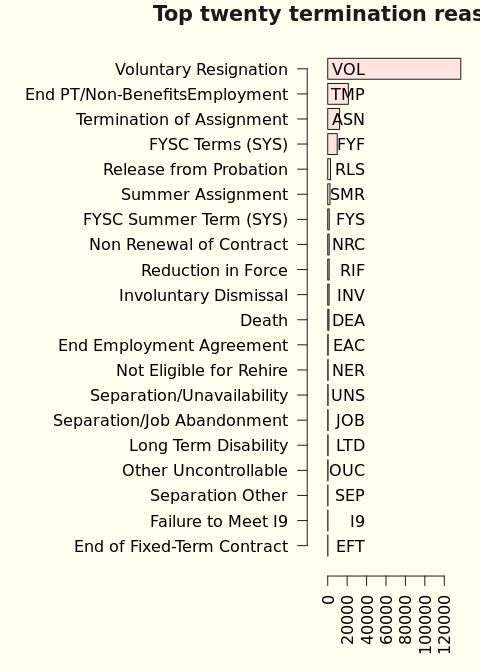 Top twenty termination reas
Voluntary Resignation VOL
End PT/Non-BenefitsEmployment TMP
Termination of Assignment ASN
FYSC Terms (SYS) FYF
Release from Probation RLS
Summer Assignment SMR
FYSC Summer Term (SYS) FYS
Non Renewal of Contract NRC
Reduction in Force RIF
Involuntary Dismissal INV
Death DEA
End Employment Agreement EAC
Not Eligible for Rehire NER
Separation/Unavailability UNS
Separation/Job Abandonment JOB
Long Term Disability LTD
Other Uncontrollable OUC
Separation Other SEP
Failure to Meet I9 I9
End of Fixed-Term Contract EFT
0 20000 40000 60000 80000 100000 120000